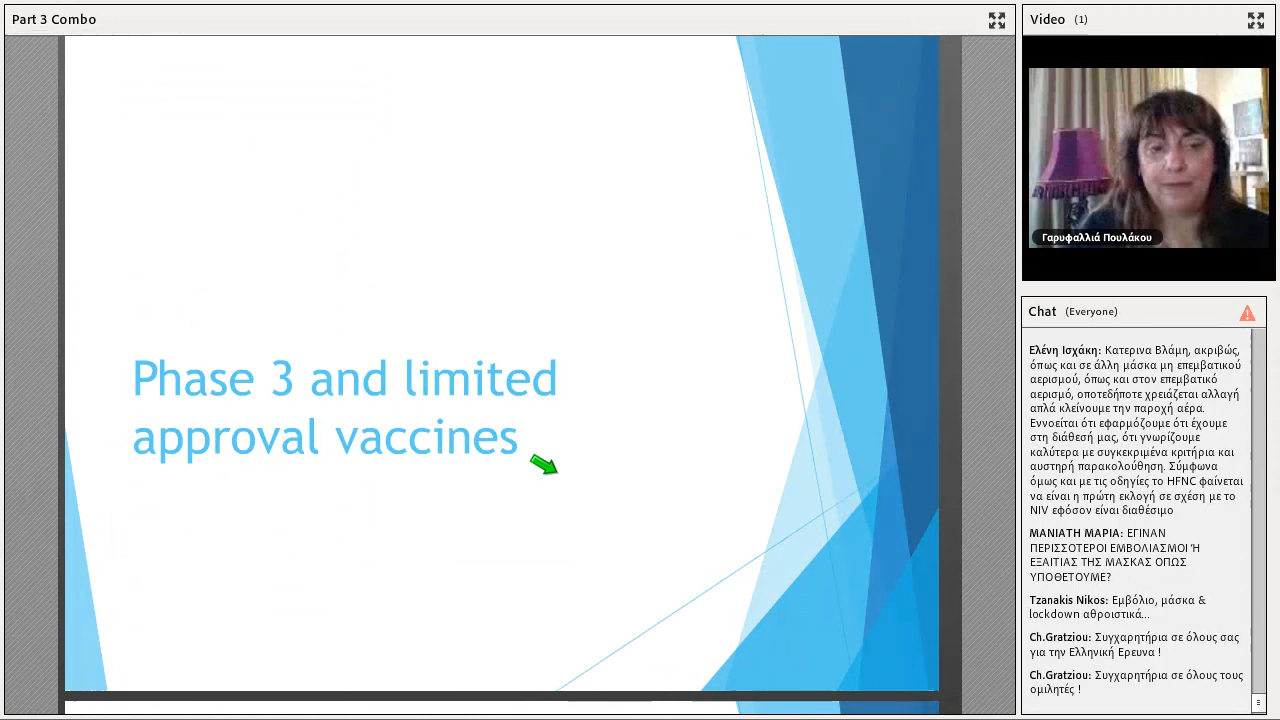 Part 3 Combo
Phase 3 and limited
approval vaccines
Video (1)
Γαρυφαλλιά Πουλάκου
Chat (Everyone)
Ελένη Ισχάκη: Κατερινα Βλάμη, ακριβώς,
όπως και σε άλλη μάσκα μη επεμβατικού
αερισμού, όπως και στον επεμβατικό
αερισμό, οποτεδήποτε χρειάζεται αλλαγή
απλά κλείνουμε την παροχή αέρα.
Εννοείται ότι εφαρμόζουμε ότι έχουμε
στη διάθεσή μας, ότι γνωρίζουμε
καλύτερα με συγκεκριμένα κριτήρια και
αυστηρή παρακολούθηση. Σύμφωνα
όμως και με τις οδηγίες το HFNC φαίνεται
να είναι η πρώτη εκλογή σε σχέση με το
NIV εφόσον είναι διαθέσιμο
ΜΑΝΙΑΤΗ ΜΑΡΙΑ: ΕΓΙΝΑΝ
ΠΕΡΙΣΣΟΤΕΡΟΙ ΕΜΒΟΛΙΑΣΜΟΙ Ή
ΕΞΑΙΤΙΑΣ ΤΗΣ ΜΑΣΚΑΣ ΟΠΩΣ
ΥΠΟΘΕΤΟΥΜΕ?
Tzanakis Nikos: Εμβόλιο, μάσκα &
lockdown αθροιστικά...
Ch.Gratziou: Συγχαρητήρια σε όλους σας
για την Ελληνική Ερευνα !
Ch.Gratziou: Συγχαρητήρια σε όλους τους
ομιλητές !